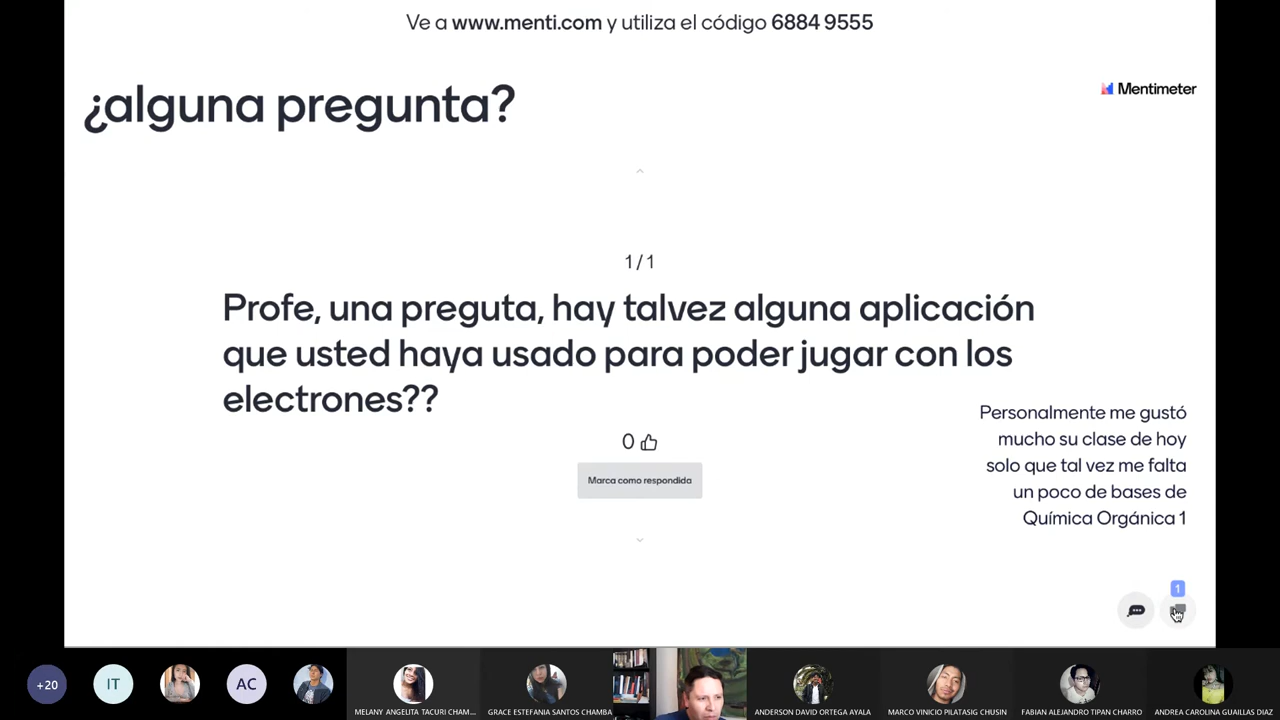 Ve a www.menti.com y utiliza el código 6884 9555
¿alguna pregunta?
Mentimeter
1 / 1
Profe, una preguta, hay talvez alguna aplicación
que usted haya usado para poder jugar con los
electrones??
0
Marca como respondida
Personalmente me gustó
mucho su clase de hoy
solo que tal vez me falta
un poco de bases de
Química Orgánica 1
1
+20
IT
AC
MELANY ANGELITA TACURI CHAM...
GRACE ESTEFANIA SANTOS CHAMBA
ANDERSON DAVID ORTEGA AYALA
MARCO VINICIO PILATASIG CHUSIN
FABIAN ALEJANDRO TIPAN CHARRO
ANDREA CAROLINA GUAILLAS DIAZ